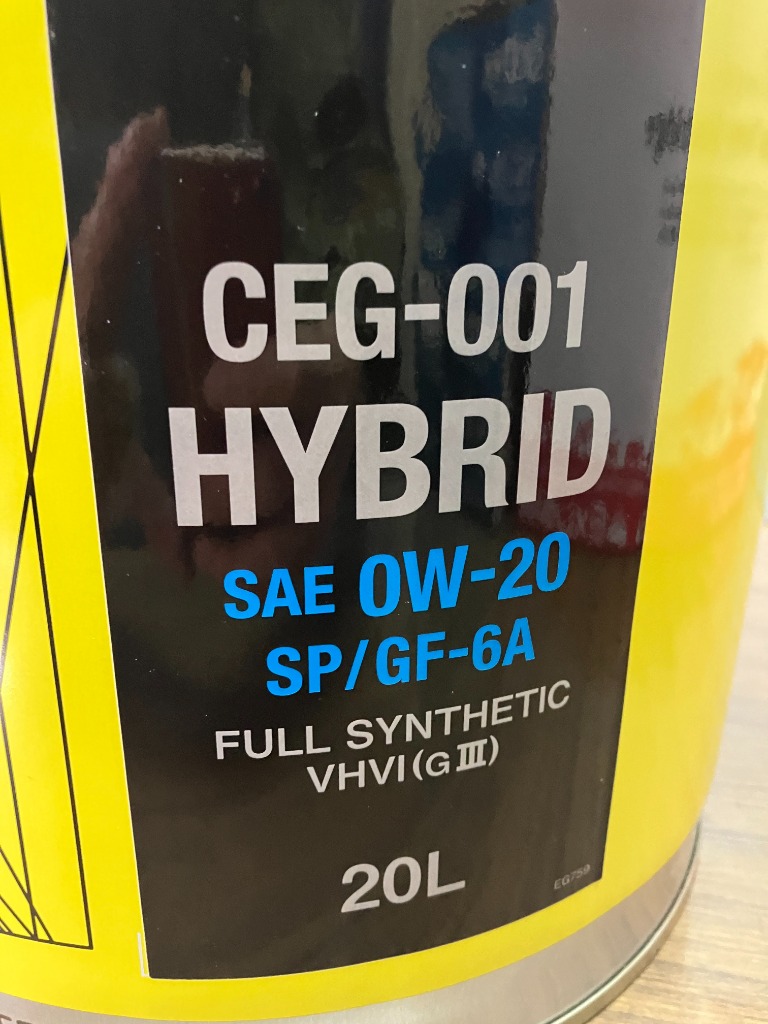 CEG-001
HYBRID
SAE 0W-20
SP/GF-6A
FULL SYNTHETIC
VHVI(GⅢ)
20L
EG759